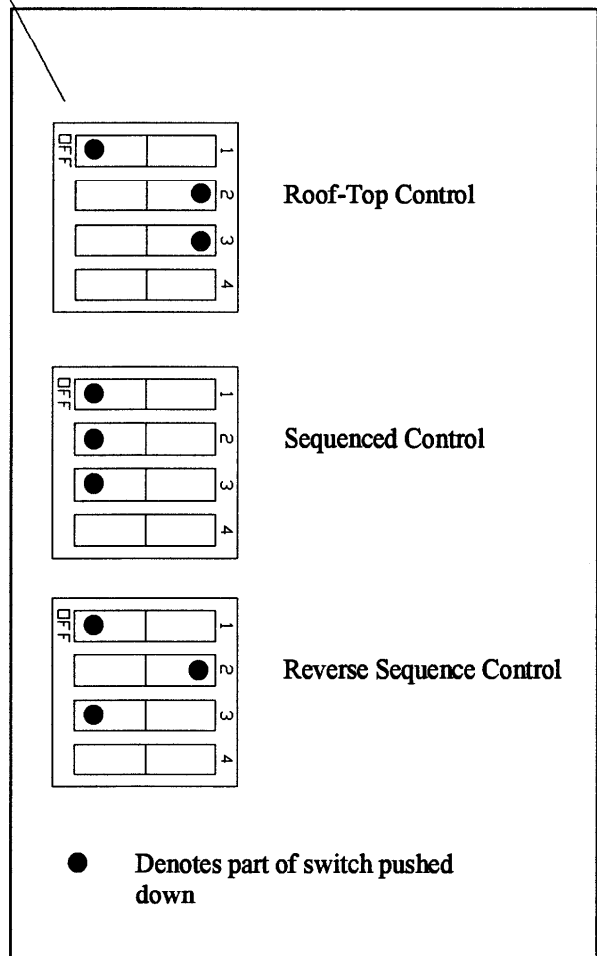 OFF
1
2
Roof-Top Control
3
4
OFF
1
2
Sequenced Control
3
4
OFF
1
2
Reverse Sequence Control
3
4
Denotes part of switch pushed
down